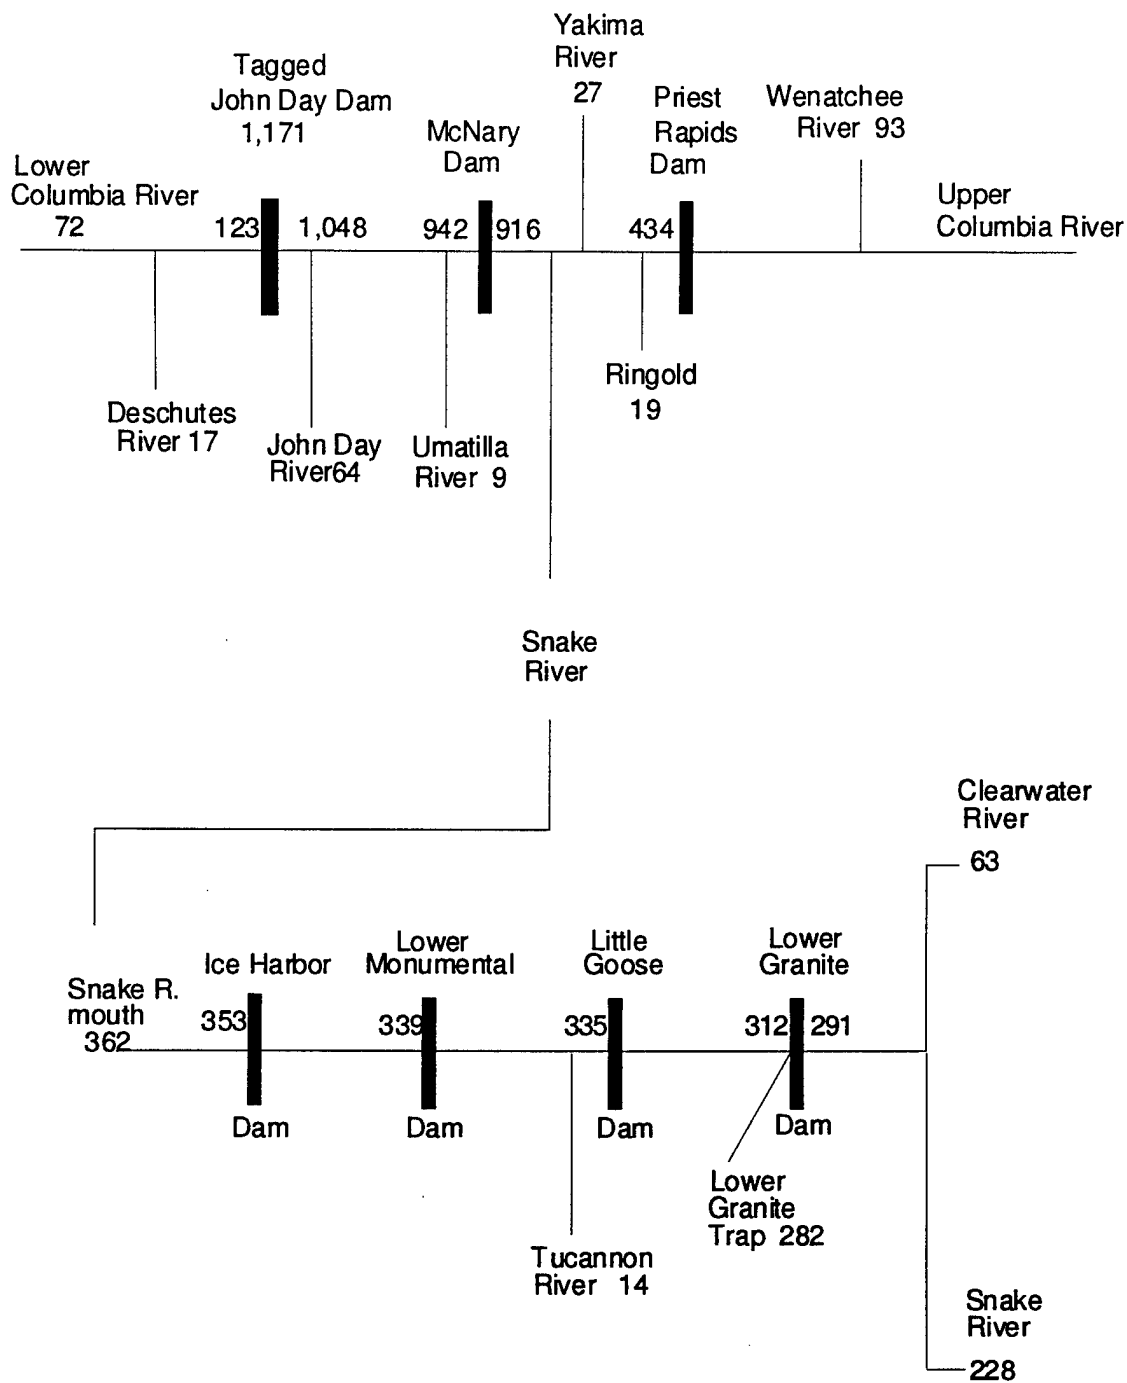 Yakima
River
27
Tagged
John Day Dam
1,171
McNary
Dam
Priest
Rapids
Dam
Wenatchee
River 93
Lower
Columbia River
72
123
1,048
942
916
434
Upper
Columbia River
Deschutes
River 17
John Day
River64
Umatilla
River 9
Ringold
19
Snake
River
Clearwater
River
63
Snake R.
mouth
362
Ice Harbor
353
Dam
Lower
Monumental
339
Dam
Little
Goose
335
Dam
Lower
Granite
312
291
Dam
Lower
Granite
Trap 282
Tucannon
River 14
Snake
River
228